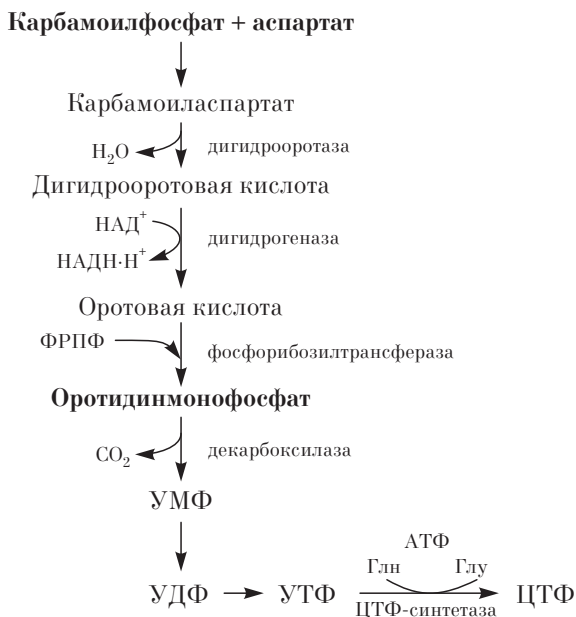 Карбамоилфосфат + аспартат
Карбамоиласпартат
H₂O
дигидрооротаза
Дигидрооротовая кислота
НАД⁺
дигидрогеназа
НАДН·Н⁺
Оротовая кислота
ФРПФ
фосфорибозилтрансфераза
Оротидинмонофосфат
CO₂
декарбоксилаза
УМФ
АТФ
Глн Глу
УДФ УТФ ЦТФ
ЦТФ-синтетаза